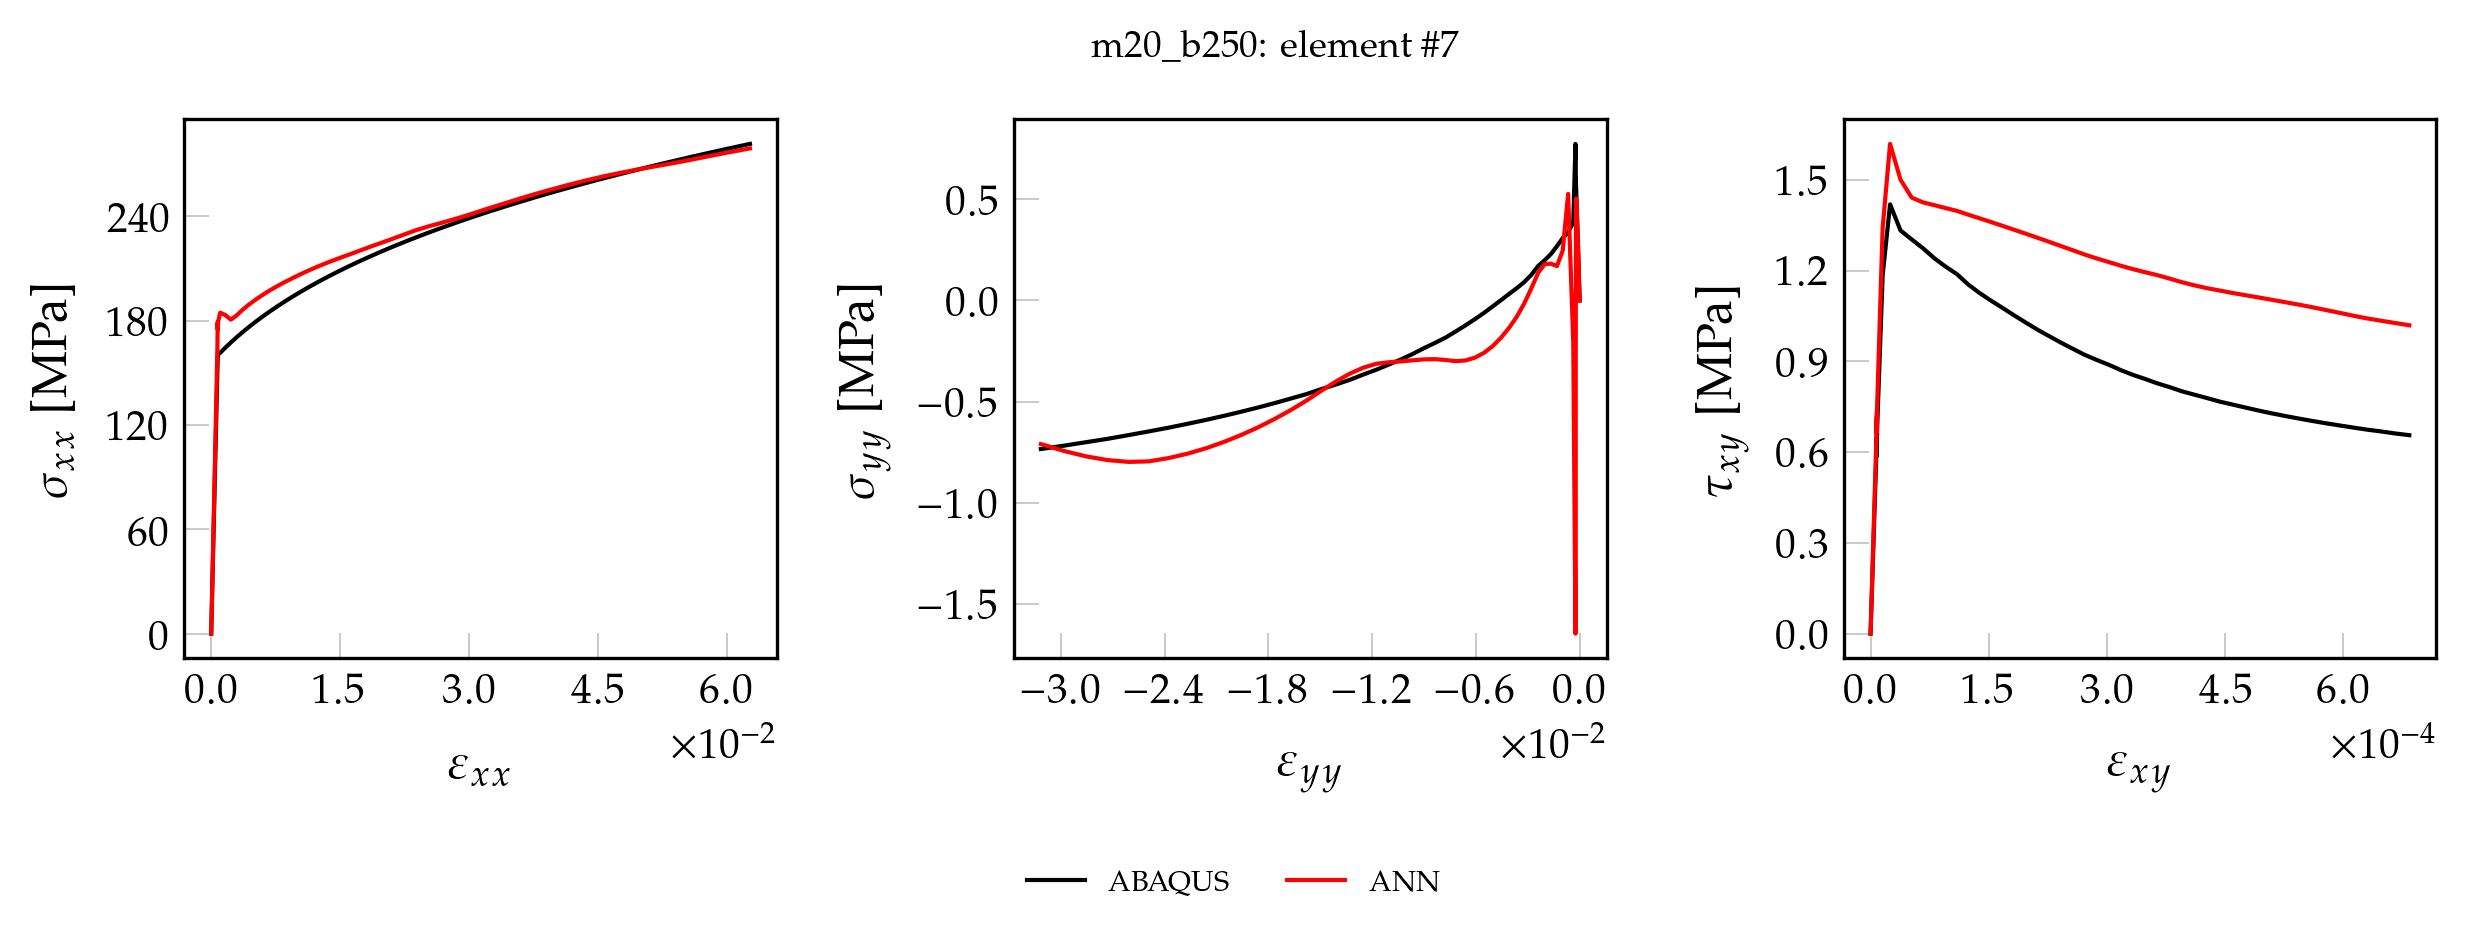 m20_b250: element #7
σxx [MPa]
240
180
120
60
0
0.0 1.5 3.0 4.5 6.0
×10−2
εxx
σyy [MPa]
0.5
0.0
−0.5
−1.0
−1.5
−3.0 −2.4 −1.8 −1.2 −0.6 0.0
×10−2
εyy
τxy [MPa]
1.5
1.2
0.9
0.6
0.3
0.0
0.0 1.5 3.0 4.5 6.0
×10−4
εxy
ABAQUS ANN